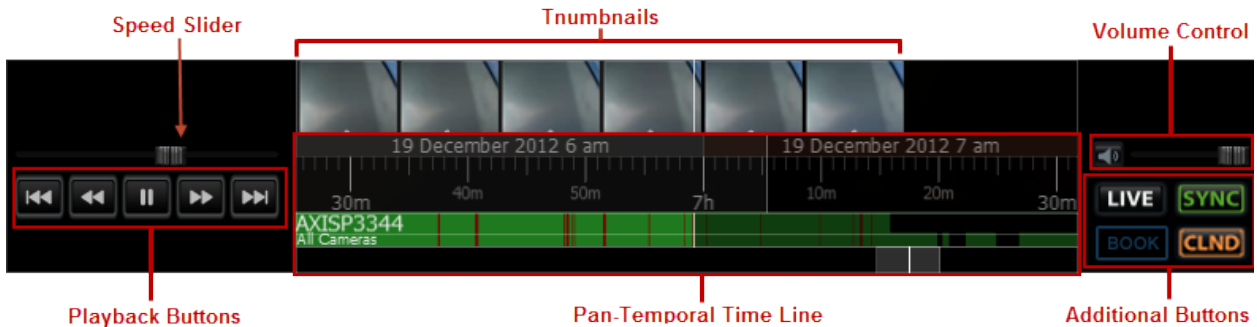 Speed Slider
Tnumbnails
Volume Control
19 December 2012 6 am
19 December 2012 7 am
30m
40m
50m
7h
10m
20m
30m
AXISP3344
All Cameras
LIVE
SYNC
BOOK
CLND
Playback Buttons
Pan-Temporal Time Line
Additional Buttons